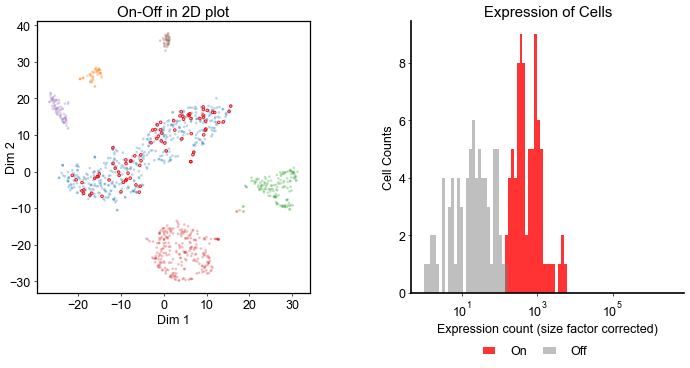 On-Off in 2D plot
40
30
20
10
0
−10
−20
−30
Dim 2
−20 −10 0 10 20 30
Dim 1
Expression of Cells
8
6
4
2
0
Cell Counts
10¹ 10³ 10⁵
Expression count (size factor corrected)
On Off